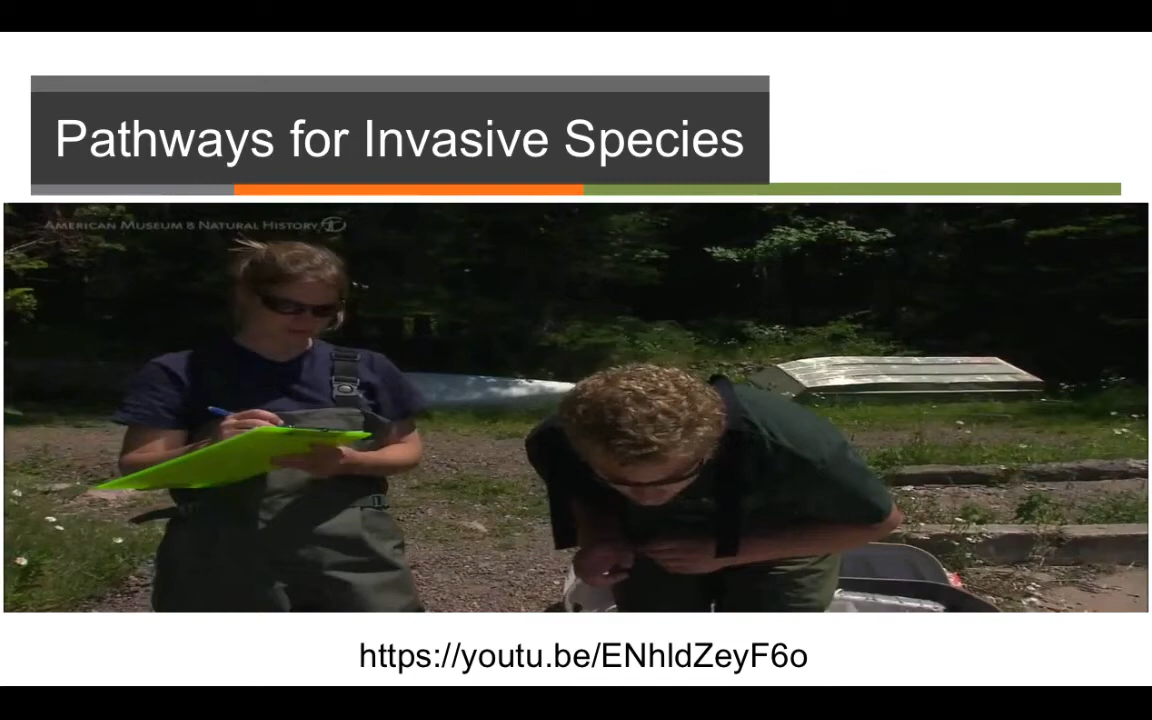 Pathways for Invasive Species
AMERICAN MUSEUM & NATURAL HISTORY
https://youtu.be/ENhldZeyF6o